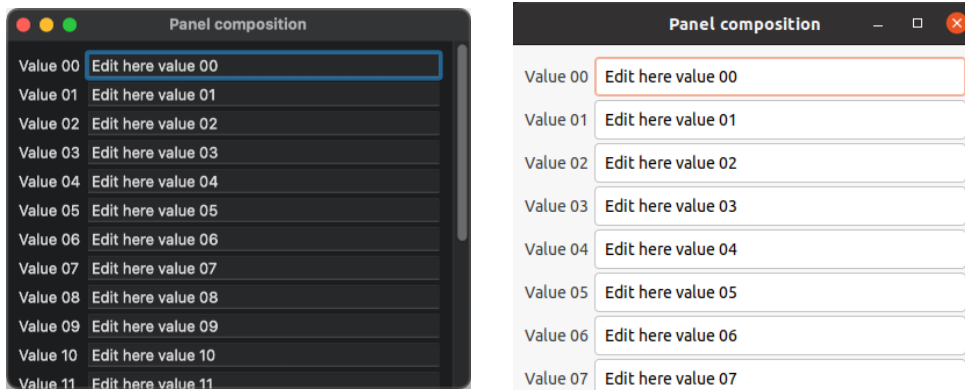 Panel composition
Value 00 Edit here value 00
Value 01 Edit here value 01
Value 02 Edit here value 02
Value 03 Edit here value 03
Value 04 Edit here value 04
Value 05 Edit here value 05
Value 06 Edit here value 06
Value 07 Edit here value 07
Value 08 Edit here value 08
Value 09 Edit here value 09
Value 10 Edit here value 10
Value 11 Edit here value 11
Panel composition
Value 00 Edit here value 00
Value 01 Edit here value 01
Value 02 Edit here value 02
Value 03 Edit here value 03
Value 04 Edit here value 04
Value 05 Edit here value 05
Value 06 Edit here value 06
Value 07 Edit here value 07